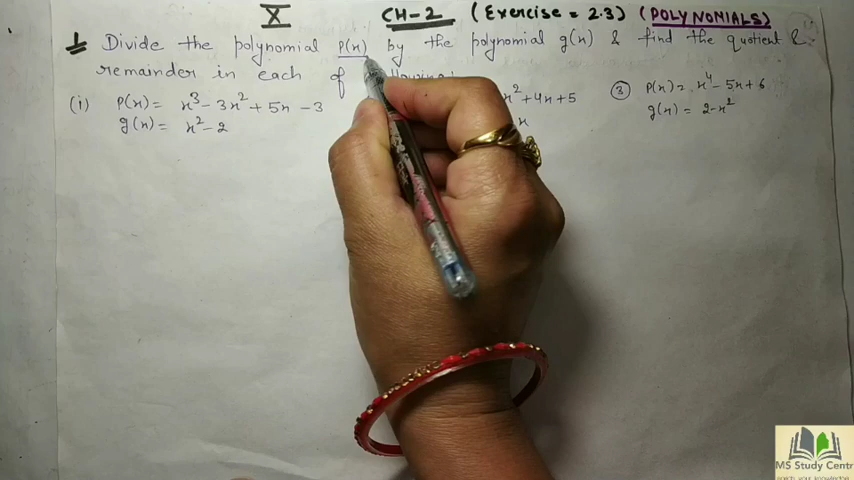 X CH-2 (Exercise = 2.3) (POLYNOMIALS)
1 Divide the polynomial P(x) by the polynomial g(x) & find the quotient &
remainder in each of
(i) P(x) = x³ - 3x² + 5x - 3
g(x) = x² - 2
x² + 4x + 5
x
③ P(x) = x⁴ - 5x + 6
g(x) = 2 - x²
MS Study Centr